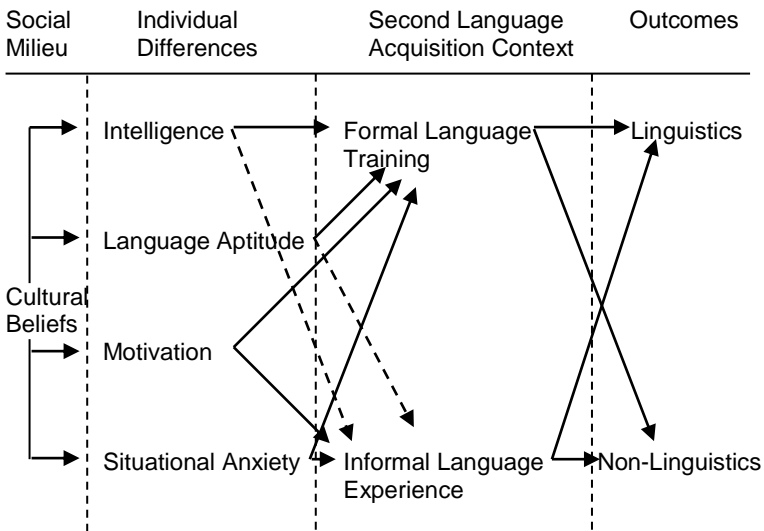 Social Milieu
Individual Differences
Second Language Acquisition Context
Outcomes
Intelligence
Formal Language Training
Linguistics
Language Aptitude
Cultural Beliefs
Motivation
Situational Anxiety
Informal Language Experience
Non-Linguistics